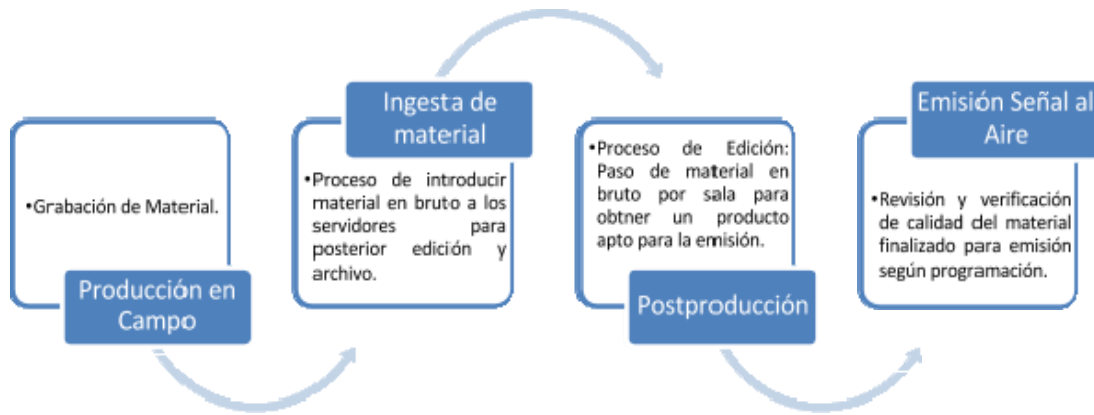 •Grabación de Material.
Producción en
Campo
Ingesta de
material
•Proceso de introducir
material en bruto a los
servidores para
posterior edición y
archivo.
•Proceso de Edición:
Paso de material en
bruto por sala para
obtner un producto
apto para la emisión.
Postproducción
Emisión Señal al
Aire
•Revisión y verificación
de calidad del material
finalizado para emisión
según programación.